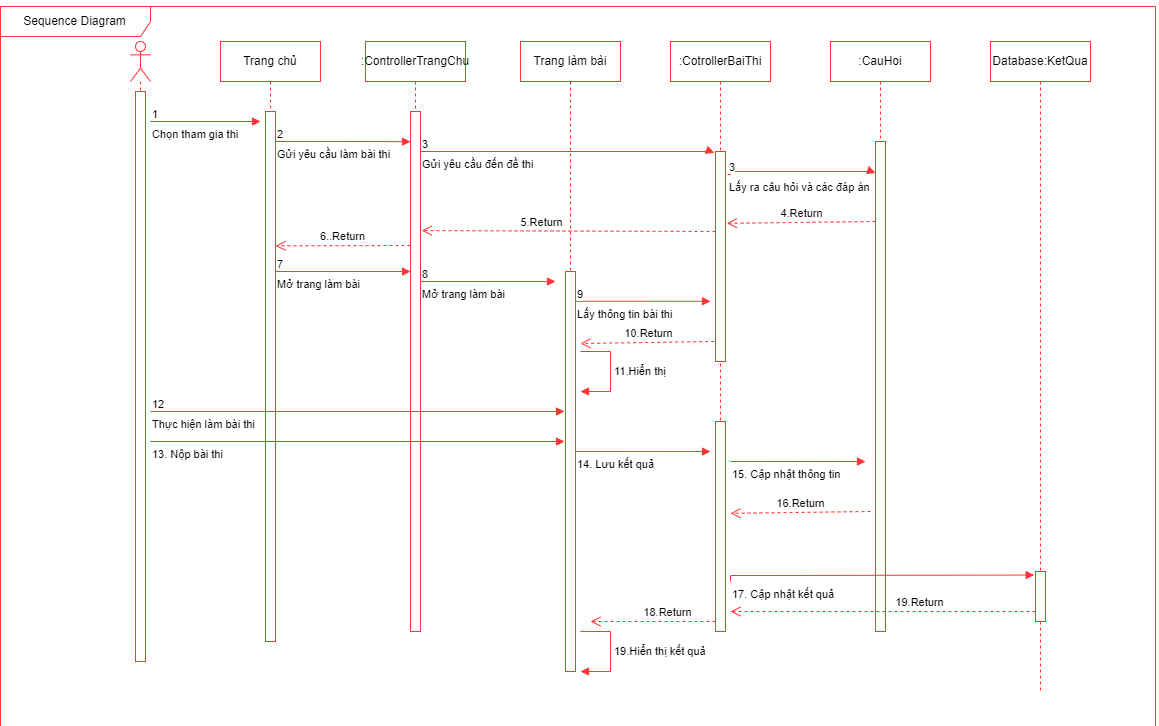 Sequence Diagram
Trang chủ
:ControllerTrangChu
Trang làm bài
:CotrollerBaiThi
:CauHoi
Database:KetQua
1
Chọn tham gia thi
2
Gửi yêu cầu làm bài thi
3
Gửi yêu cầu đến đề thi
3
Lấy ra câu hỏi và các đáp án
4.Return
5.Return
6..Return
7
Mở trang làm bài
8
Mở trang làm bài
9
Lấy thông tin bài thi
10.Return
11.Hiển thị
12
Thực hiện làm bài thi
13. Nộp bài thi
14. Lưu kết quả
15. Cập nhật thông tin
16.Return
17. Cập nhật kết quả
19.Return
18.Return
19.Hiển thị kết quả